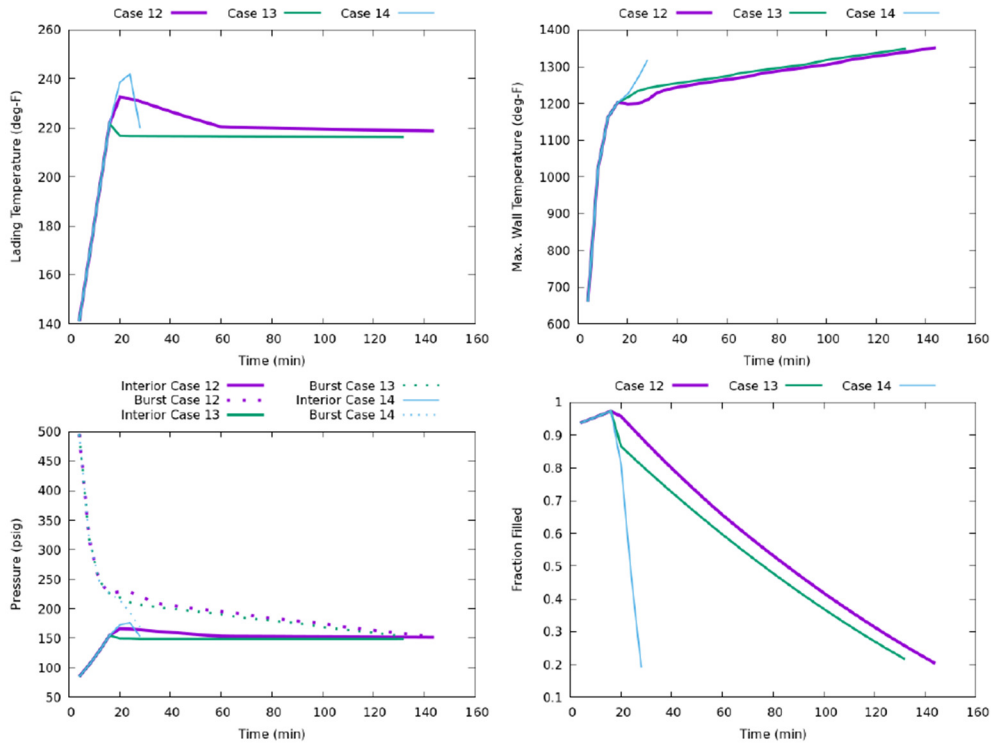 Case 12 Case 13 Case 14
260
240
220
200
180
160
140
Lading Temperature (deg-F)
0 20 40 60 80 100 120 140 160
Time (min)
Case 12 Case 13 Case 14
1400
1300
1200
1100
1000
900
800
700
600
Max. Wall Temperature (deg-F)
0 20 40 60 80 100 120 140 160
Time (min)
Interior Case 12 Burst Case 13
Burst Case 12 Interior Case 14
Interior Case 13 Burst Case 14
500
450
400
350
300
250
200
150
100
50
Pressure (psig)
0 20 40 60 80 100 120 140 160
Time (min)
Case 12 Case 13 Case 14
1
0.9
0.8
0.7
0.6
0.5
0.4
0.3
0.2
0.1
Fraction Filled
0 20 40 60 80 100 120 140 160
Time (min)